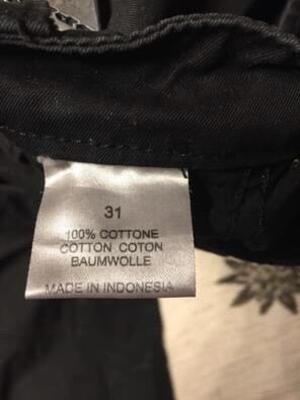 31
100% COTTONE
COTTON COTON
BAUMWOLLE
MADE IN INDONESIA